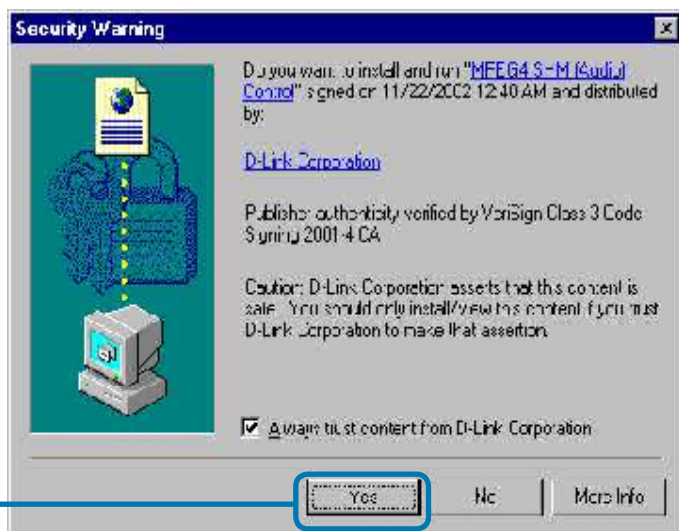 Security Warning
Do you want to install and run "MPEG4 SHM (Audio)
Control" signed on 11/22/2002 12:40 AM and distributed
by:
D-Link Corporation
Publisher authenticity verified by VeriSign Class 3 Code
Signing 2001-4 CA
Caution: D-Link Corporation asserts that this content is
safe. You should only install/view this content if you trust
D-Link Corporation to make that assertion.
Always trust content from D-Link Corporation
Yes No More Info